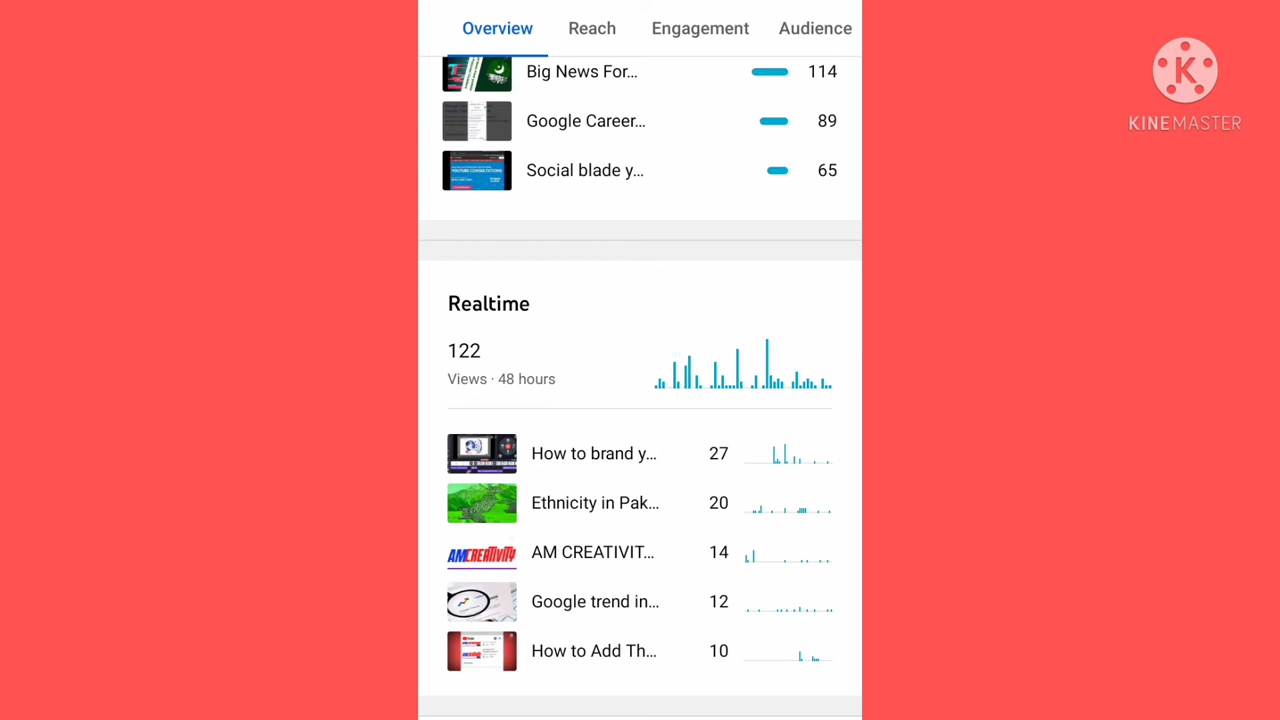 Overview Reach Engagement Audience
Big News For... 114
Google Career... 89
Social blade y... 65
KINEMASTER
Realtime
122
Views · 48 hours
How to brand y... 27
Ethnicity in Pak... 20
AMCREATIVITY
AM CREATIVIT... 14
Google trend in... 12
How to Add Th... 10